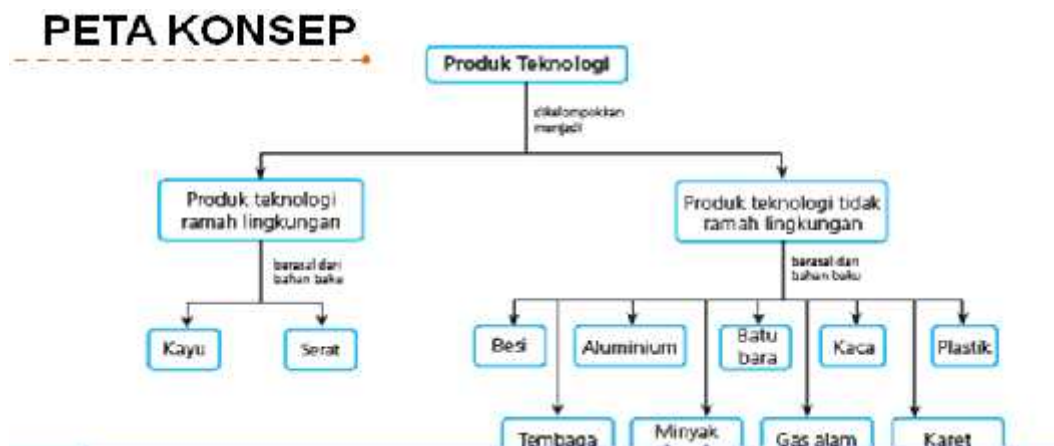 PETA KONSEP
Produk Teknologi
dikelompokkan
menjadi
Produk teknologi
ramah lingkungan
Produk teknologi tidak
ramah lingkungan
berasal dari
bahan baku
berasal dari
bahan baku
Kayu
Serat
Besi
Aluminium
Batu
bara
Kaca
Plastik
Tembaga
Minyak
Gas alam
Karet